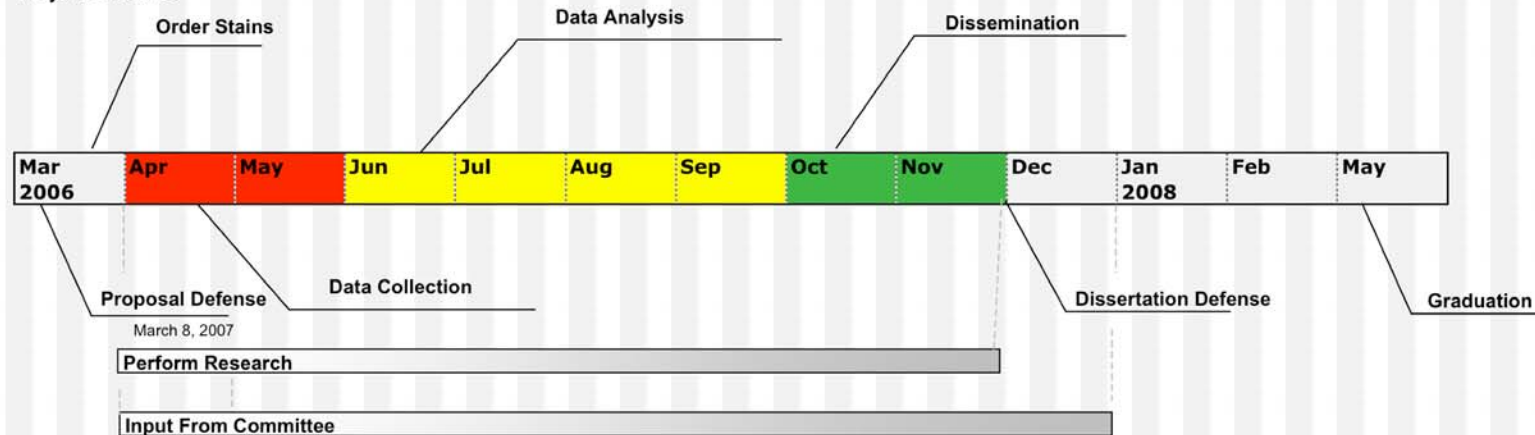 Order Stains
Data Analysis
Dissemination
Mar 2006
Apr
May
Jun
Jul
Aug
Sep
Oct
Nov
Dec
Jan 2008
Feb
May
Proposal Defense
March 8, 2007
Data Collection
Dissertation Defense
Graduation
Perform Research
Input From Committee